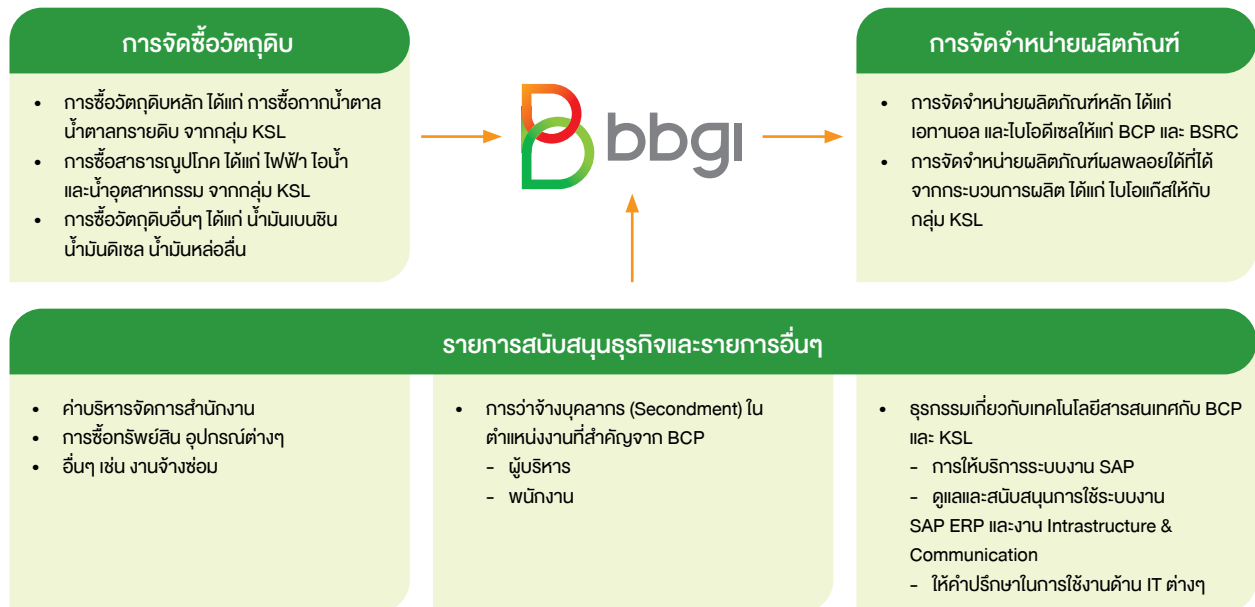 การจัดซื้อวัตถุดิบ
• การซื้อวัตถุดิบหลัก ได้แก่ การซื้อกากน้ำตาล
น้ำตาลทรายดิบ จากกลุ่ม KSL
• การซื้อสาธารณูปโภค ได้แก่ ไฟฟ้า ไอน้ำ
และน้ำอุตสาหกรรม จากกลุ่ม KSL
• การซื้อวัตถุดิบอื่นๆ ได้แก่ น้ำมันเบนซิน
น้ำมันดิเซล น้ำมันหล่อลื่น
bbgi
การจัดจำหน่ายผลิตภัณฑ์
• การจัดจำหน่ายผลิตภัณฑ์หลัก ได้แก่
เอทานอล และไบโอดีเซลให้แก่ BCP และ BSRC
• การจัดจำหน่ายผลิตภัณฑ์ผลพลอยใด้ที่ได้
จากกระบวนการผลิต ได้แก่ ไบโอแก๊สให้กับ
กลุ่ม KSL
รายการสนับสนุนธุรกิจและรายการอื่นๆ
• ค่าบริหารจัดการสำนักงาน
• การซื้อทรัพย์สิน อุปกรณ์ต่างๆ
• อื่นๆ เช่น งานจ้างซ่อม
• การว่าจ้างบุคลากร (Secondment) ใน
ตำแหน่งงานที่สำคัญจาก BCP
- ผู้บริหาร
- พนักงาน
• ธุรกรรมเกี่ยวกับเทคโนโลยีสารสนเทศกับ BCP
และ KSL
- การให้บริการระบบงาน SAP
- ดูแลและสนับสนุนการใช้ระบบงาน
SAP ERP และงาน Intrastructure &
Communication
- ให้คำปรึกษาในการใช้งานด้าน IT ต่างๆ